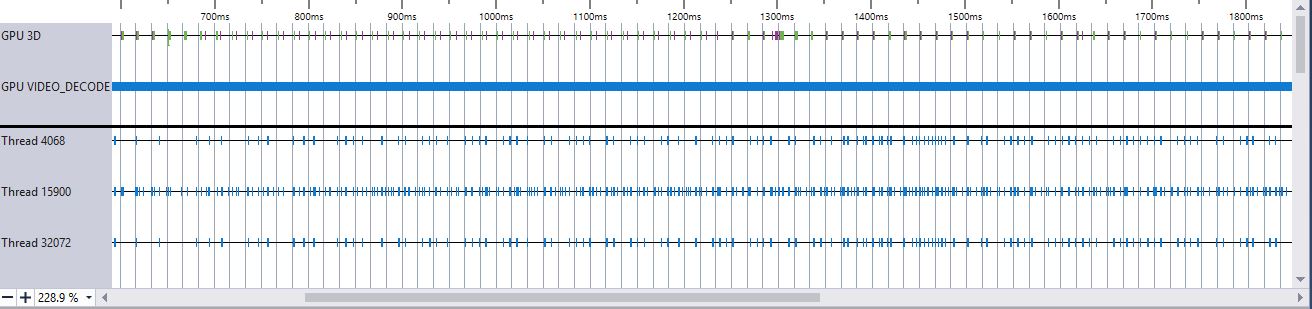 700ms 800ms 900ms 1000ms 1100ms 1200ms 1300ms 1400ms 1500ms 1600ms 1700ms 1800ms
GPU 3D
GPU VIDEO_DECODE
Thread 4068
Thread 15900
Thread 32072
228.9 %